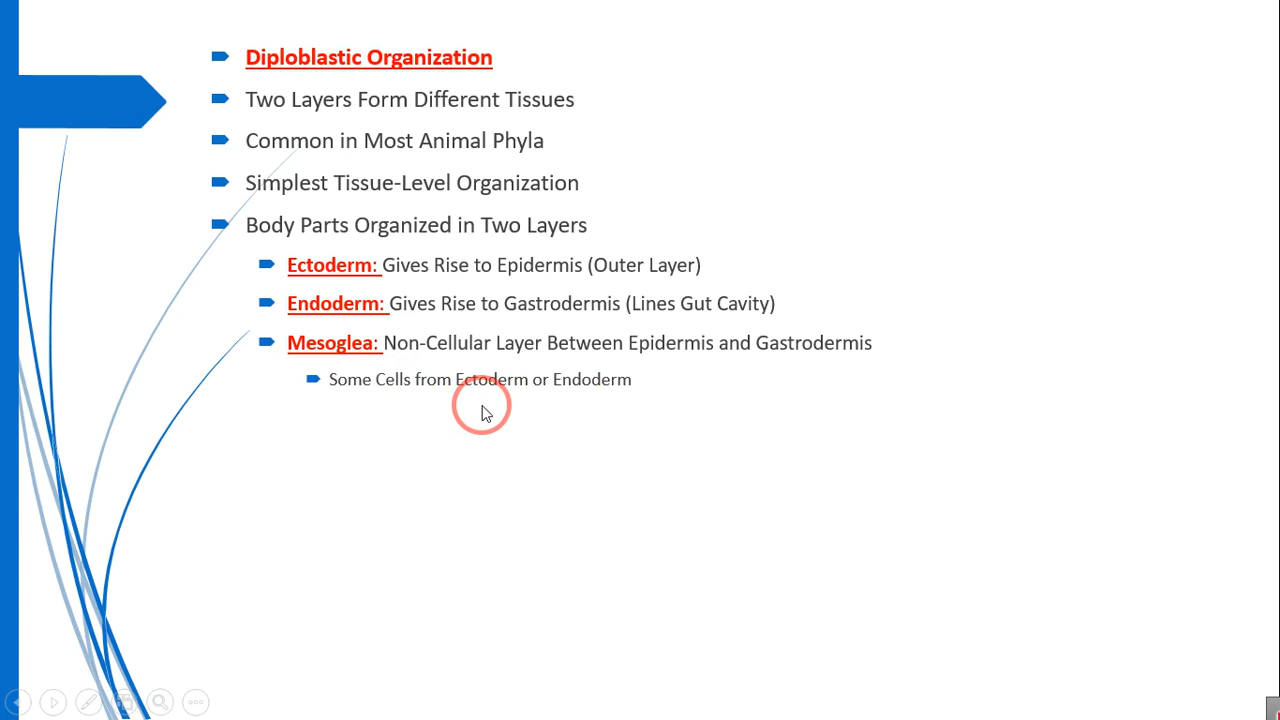 Diploblastic Organization
Two Layers Form Different Tissues
Common in Most Animal Phyla
Simplest Tissue-Level Organization
Body Parts Organized in Two Layers
Ectoderm: Gives Rise to Epidermis (Outer Layer)
Endoderm: Gives Rise to Gastrodermis (Lines Gut Cavity)
Mesoglea: Non-Cellular Layer Between Epidermis and Gastrodermis
Some Cells from Ectoderm or Endoderm